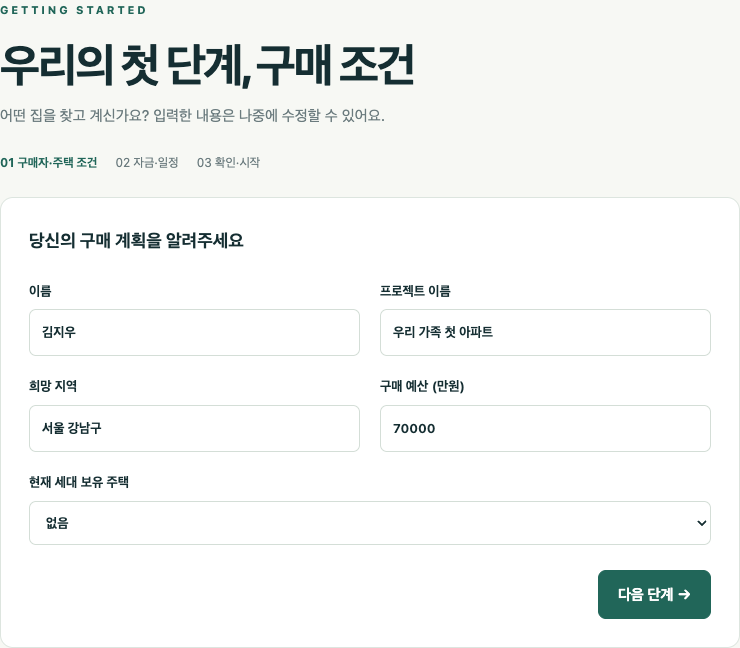 GETTING STARTED
우리의 첫 단계, 구매 조건
어떤 집을 찾고 계신가요? 입력한 내용은 나중에 수정할 수 있어요.
01 구매자·주택 조건 02 자금·일정 03 확인·시작
당신의 구매 계획을 알려주세요
이름 프로젝트 이름
김지우 우리 가족 첫 아파트
희망 지역 구매 예산 (만원)
서울 강남구 70000
현재 세대 보유 주택
없음
다음 단계 →